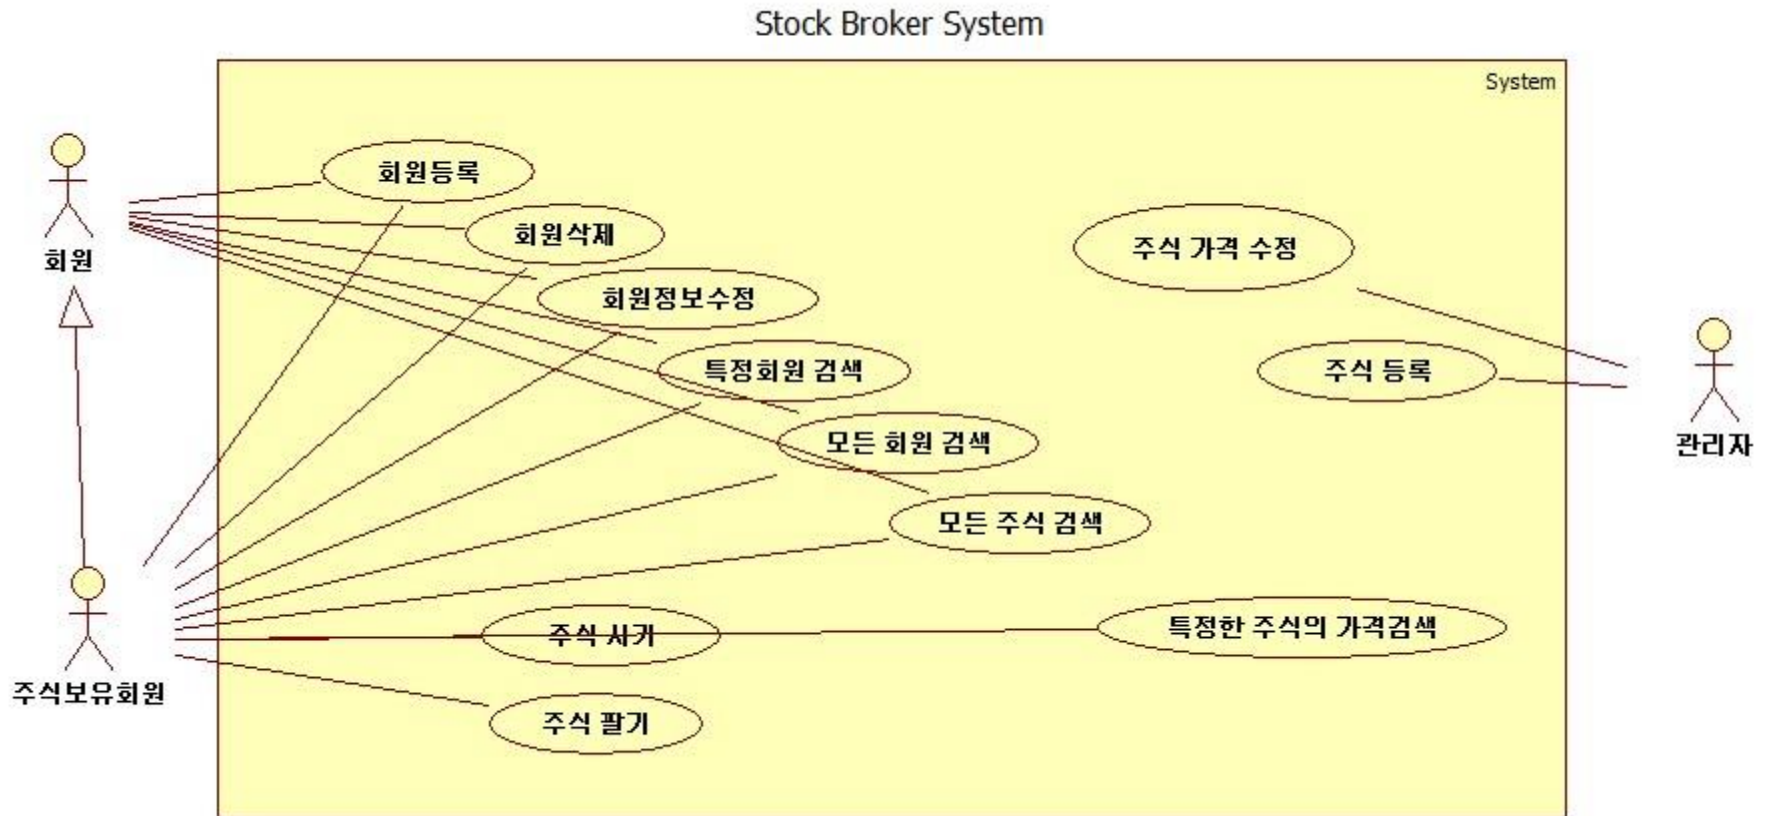 Stock Broker System
System
회원
회원등록
회원삭제
회원정보수정
특정회원 검색
모든 회원 검색
모든 주식 검색
주식 가격 수정
주식 등록
관리자
주식보유회원
주식 사기
특정한 주식의 가격검색
주식 팔기